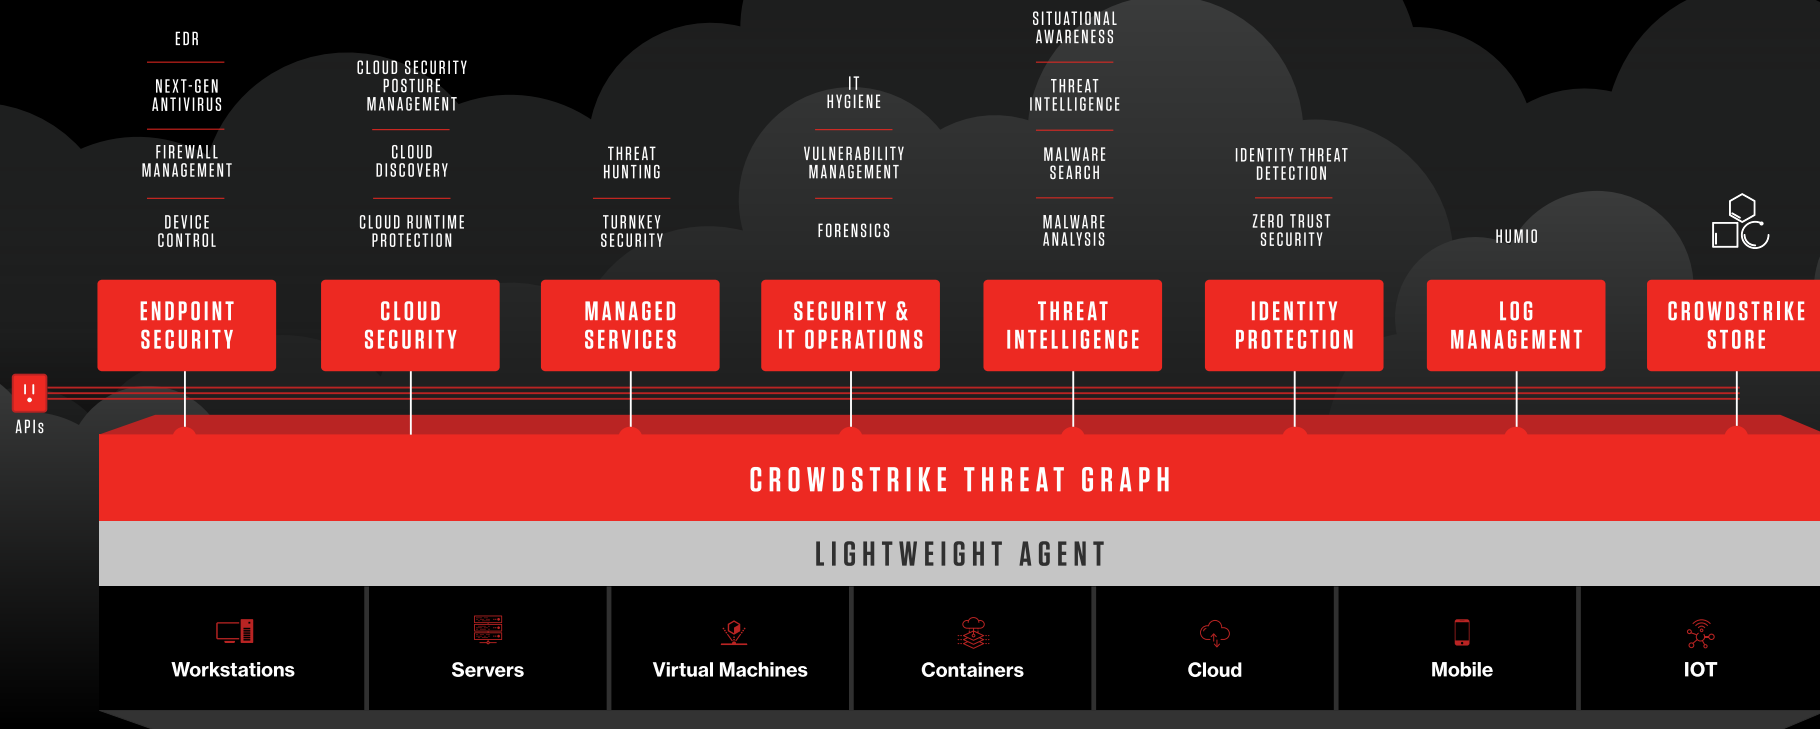 EDR
NEXT-GEN
ANTIVIRUS
FIREWALL
MANAGEMENT
DEVICE
CONTROL
ENDPOINT
SECURITY
CLOUD SECURITY
POSTURE
MANAGEMENT
CLOUD
DISCOVERY
CLOUD RUNTIME
PROTECTION
CLOUD
SECURITY
THREAT
HUNTING
TURNKEY
SECURITY
MANAGED
SERVICES
IT
HYGIENE
VULNERABILITY
MANAGEMENT
FORENSICS
SECURITY &
IT OPERATIONS
SITUATIONAL
AWARENESS
THREAT
INTELLIGENCE
MALWARE
SEARCH
MALWARE
ANALYSIS
THREAT
INTELLIGENCE
IDENTITY THREAT
DETECTION
ZERO TRUST
SECURITY
IDENTITY
PROTECTION
HUMIO
LOG
MANAGEMENT
CROWDSTRIKE
STORE
APIs
CROWDSTRIKE THREAT GRAPH
LIGHTWEIGHT AGENT
Workstations
Servers
Virtual Machines
Containers
Cloud
Mobile
IOT